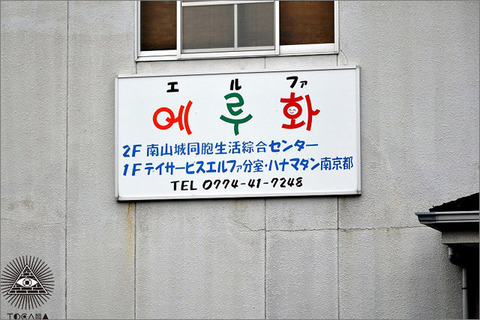 エルファ
에루화
2F 南山城同胞生活綜合センター
1F デイサービスエルファ分室・ハナマダン南京都
TEL 0774-41-7248
TOCANA